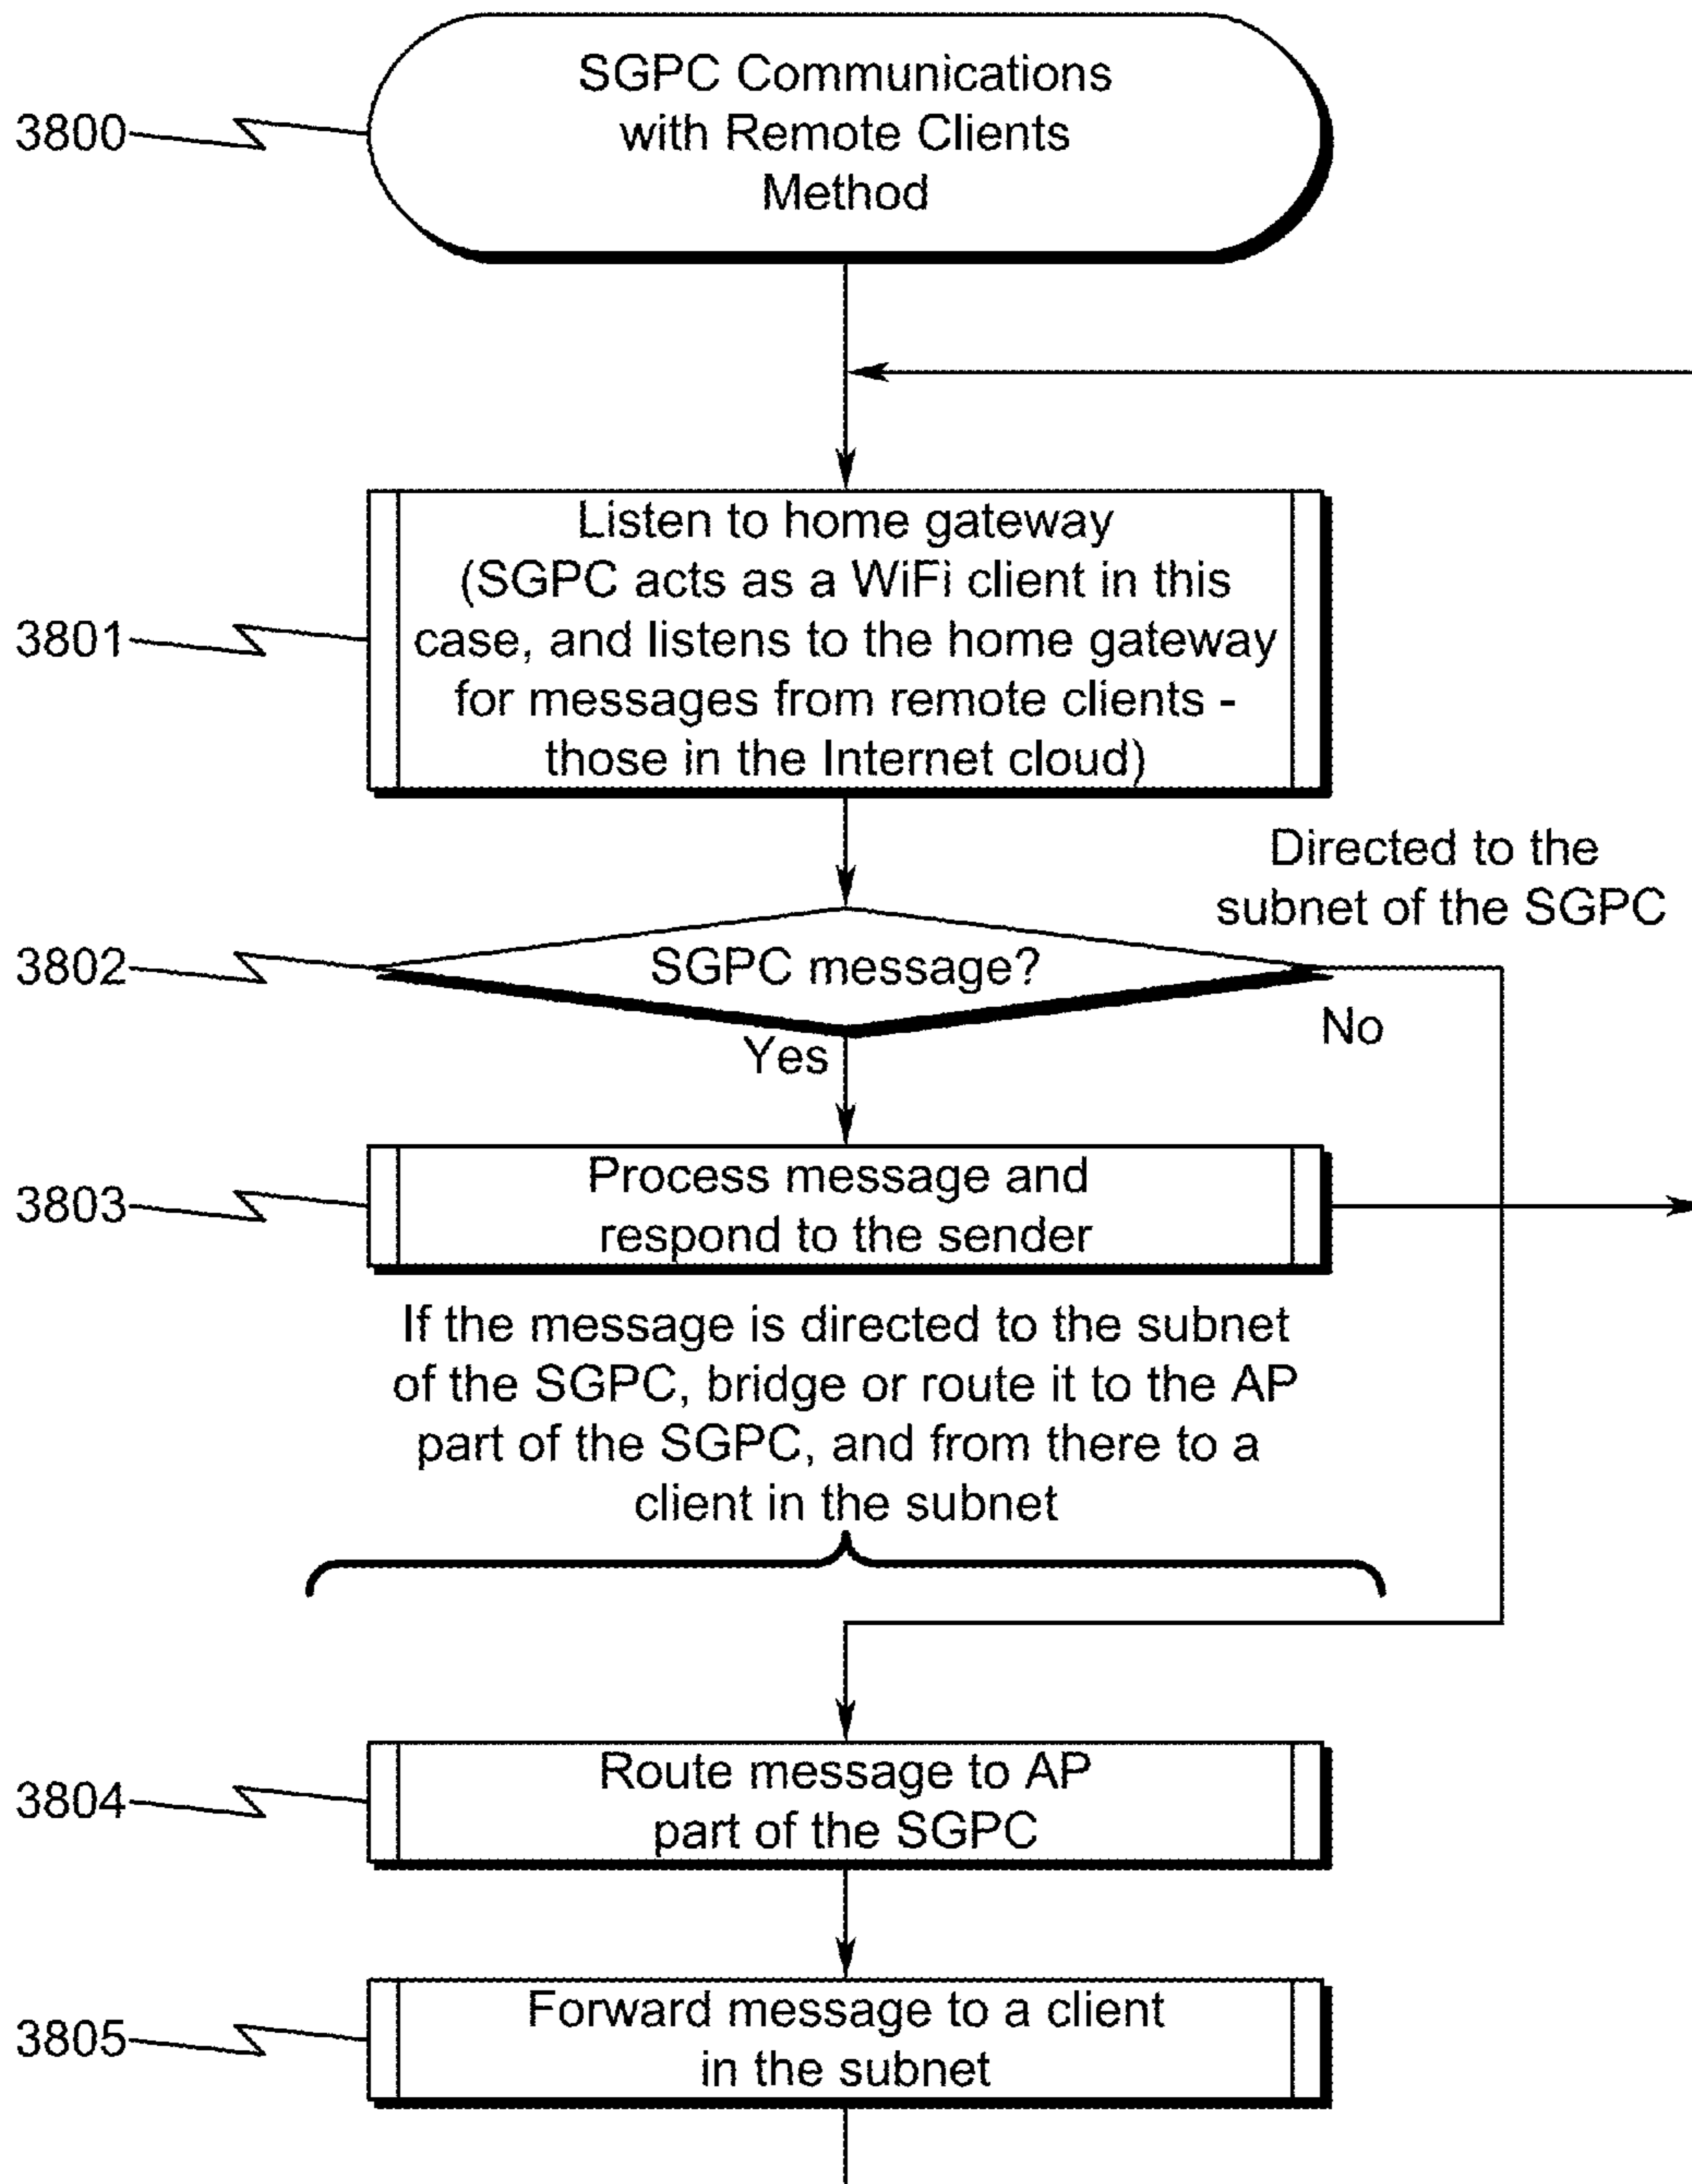 SGPC Communications
with Remote Clients
Method
3800
Listen to home gateway
(SGPC acts as a WiFi client in this
case, and listens to the home gateway
for messages from remote clients -
those in the Internet cloud)
3801
Directed to the
subnet of the SGPC
SGPC message?
3802
No
Yes
Process message and
respond to the sender
3803
If the message is directed to the subnet
of the SGPC, bridge or route it to the AP
part of the SGPC, and from there to a
client in the subnet
Route message to AP
part of the SGPC
3804
Forward message to a client
in the subnet
3805